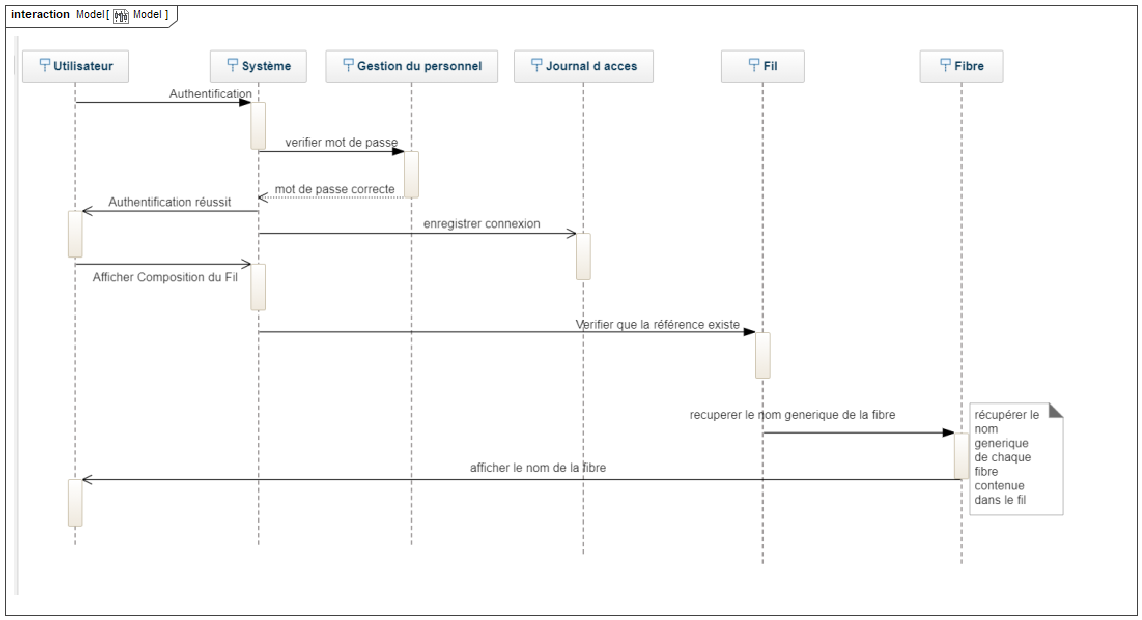 interaction Model[ Model ]
Utilisateur
Système
Gestion du personnel
Journal d acces
Fil
Fibre
Authentification
verifier mot de passe
mot de passe correcte
Authentification réussit
enregistrer connexion
Afficher Composition du Fil
Verifier que la référence existe
recuperer le nom generique de la fibre
récupérer le
nom
generique
de chaque
fibre
contenue
dans le fil
afficher le nom de la fibre